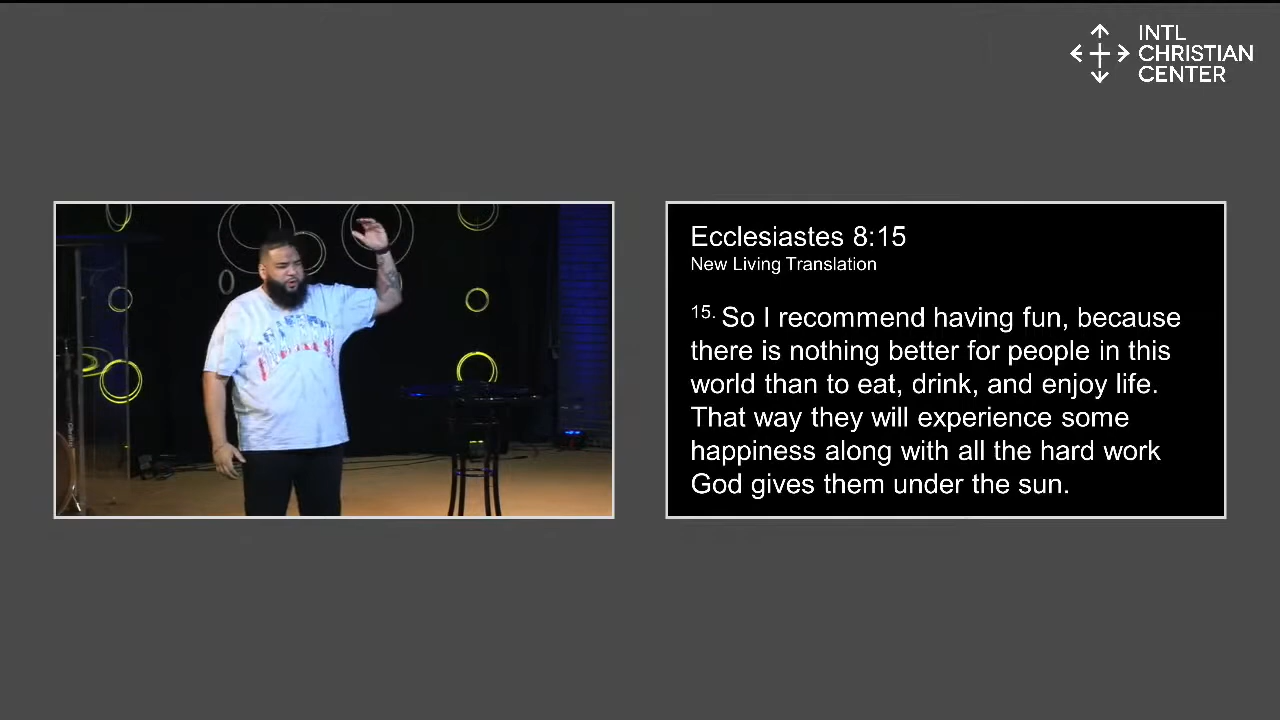 INTL
CHRISTIAN
CENTER
Ecclesiastes 8:15
New Living Translation
15. So I recommend having fun, because
there is nothing better for people in this
world than to eat, drink, and enjoy life.
That way they will experience some
happiness along with all the hard work
God gives them under the sun.